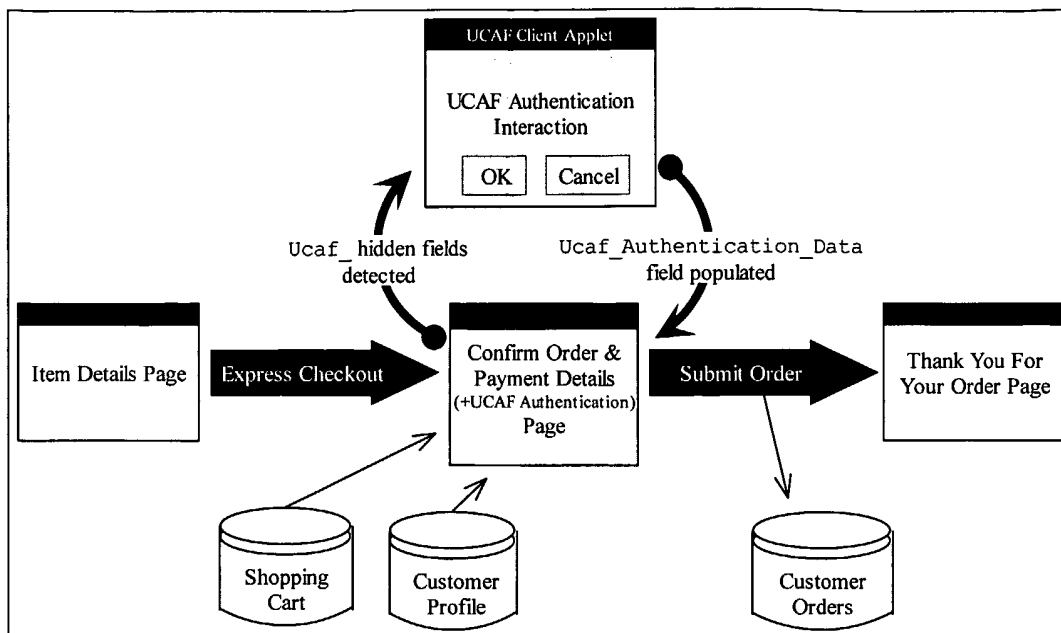 UCAF Client Applet
UCAF Authentication
Interaction
OK
Cancel
Ucaf_ hidden fields
detected
Ucaf_Authentication_Data
field populated
Item Details Page
Express Checkout
Confirm Order &
Payment Details
(+UCAF Authentication)
Page
Submit Order
Thank You For
Your Order Page
Shopping
Cart
Customer
Profile
Customer
Orders